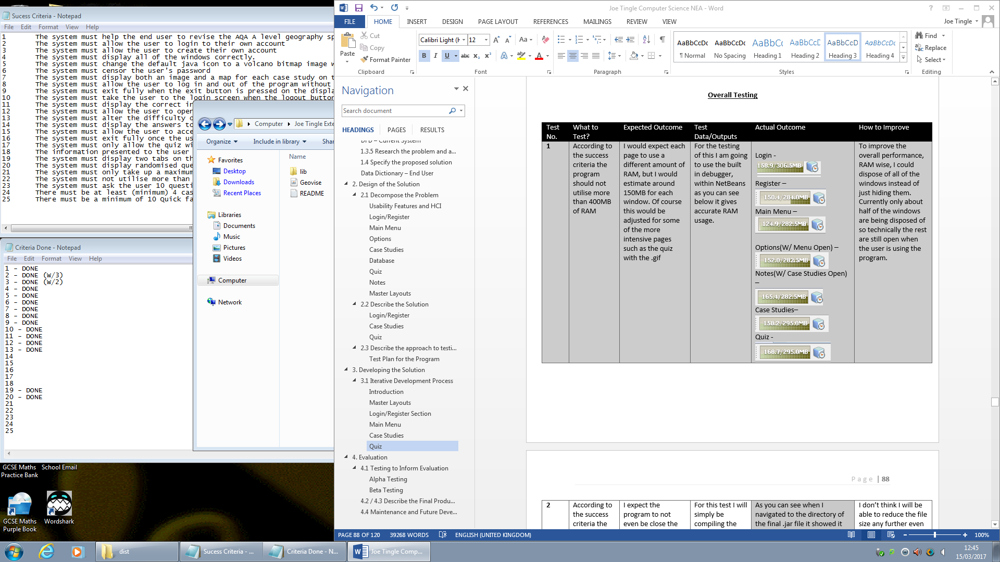 Sucess Criteria - Notepad
File Edit Format View Help
1 The system must help the end user to revise the AQA A level geography sp
2 The system must allow the user to login to their own account
3 The system must allow the user to create their own account
4 The system must display all of the windows correctly.
5 The system must change the default java icon to a volcano bitmap image w
6 The system must censor the user's password
7 The system must display both an image and a map for each case study on t
8 The system must allow the user to log in and out of the program without
9 The system must exit fully when the exit button is pressed on the displa
10 The system must take the user to the login screen when the logout button
11 The system must display the correct in
12 The system must allow the user to open
13 The system must alter the difficulty o
14 The system must display the answers to
15 The system must allow the user to acce
16 The system must exit fully once the us
17 The system must only allow the quiz wi
18 The information presented to the user
19 The system must display two tabs on th
20 The system must display randomised que
21 The system must only take up a maximum
22 The system must not utilise more than
23 The system must ask the user 10 questi
24 There must be at least (minimum) 4 cas
25 There must be a minimum of 10 Quick fa
Criteria Done - Notepad
File Edit Format View Help
1 - DONE
2 - DONE (W/3)
3 - DONE (W/2)
4 - DONE
5 - DONE
6 - DONE
7 - DONE
8 - DONE
9 - DONE
10 - DONE
11 - DONE
12 - DONE
13 - DONE
14
15
16
17
18
19 - DONE
20 - DONE
21
22
23
24
25
Computer Joe Tingle Exte
Organize Include in library Shar
Favorites
Desktop
Downloads
Recent Places
Libraries
Documents
Music
Pictures
Videos
Computer
Network
Name
lib
Geovise
README
GCSE Maths Practice Bank
School Email
GCSE Maths Purple Book
Wordshark
Joe Tingle Computer Science NEA - Word
FILE HOME INSERT DESIGN PAGE LAYOUT REFERENCES MAILINGS REVIEW VIEW
Joe Tingle
Paste
Cut
Copy
Format Painter
Clipboard
Calibri Light (H 12
Font
Paragraph
AaBbCcDc AaBbCcDc AaBbCc AaBbCcD AaBbCcD AaBbCcDc
¶ Normal No Spacing Heading 1 Heading 2 Heading 3 Heading 4
Styles
Find
Replace
Select
Editing
Navigation
Search document
HEADINGS PAGES RESULTS
DFD – Current System
1.3.5 Research the problem and a...
1.4 Specify the proposed solution
Data Dictionary – End User
2. Design of the Solution
2.1 Decompose the Problem
Usability Features and HCI
Login/Register
Main Menu
Options
Case Studies
Database
Quiz
Notes
Master Layouts
2.2 Describe the Solution
Login/Register
Case Studies
Quiz
2.3 Describe the approach to testi...
Test Plan for the Program
3. Developing the Solution
3.1 Iterative Development Process
Introduction
Master Layouts
Login/Register Section
Main Menu
Case Studies
Quiz
4. Evaluation
4.1 Testing to Inform Evaluation
Alpha Testing
Beta Testing
4.2 / 4.3 Describe the Final Produ...
4.4 Maintenance and Future Deve...
Overall Testing
Test No.
What to Test?
Expected Outcome
Test Data/Outputs
Actual Outcome
How to Improve
1
According to
the success
criteria the
program
should not
utilise more
than 400MB
of RAM
I would expect each
page to use a
different amount of
RAM, but I would
estimate around
150MB for each
window. Of course
this would be
adjusted for some
of the more
intensive pages
such as the quiz
with the .gif
For the testing
of this I am going
to use the built
in debugger,
within NetBeans
as you can see
below it gives
accurate RAM
usage.
Login -
158.9/306.5MB
Register –
150.4/284.0MB
Main Menu –
124.9/282.5MB
Options(W/ Menu Open) –
152.0/282.5MB
Notes(W/ Case Studies Open)
–
165.4/282.5MB
Case Studies–
158.2/295.0MB
Quiz -
168.7/295.0MB
To improve the
overall performance,
RAM wise, I could
dispose of all of the
windows instead of
just hiding them.
Currently only about
half of the windows
are being disposed of
so technically the rest
are still open when
the user is using the
program.
Page | 88
2
According to
the success
criteria the
I expect the
program to not
even be close the
For this test I will
simply be
compiling the
As you can see when I
navigated to the directory of
the final .jar file it showed it
I don't think I will be
able to reduce the file
size any further even
PAGE 88 OF 120 39268 WORDS ENGLISH (UNITED KINGDOM) 100%
dist
Sucess Criteria - ...
Criteria Done - N...
Joe Tingle Comp...
12:45
15/03/2017